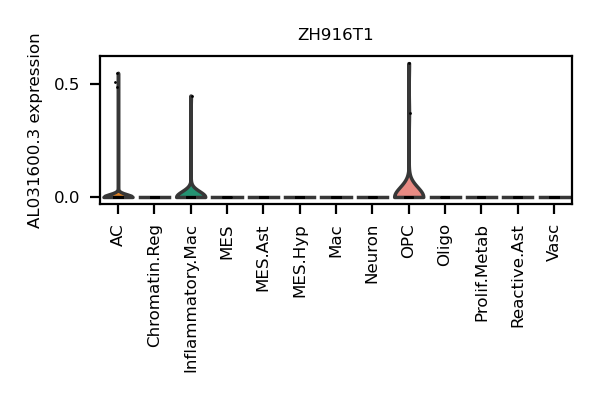 ZH916T1
AL031600.3 expression
0.5
0.0
AC
Chromatin.Reg
Inflammatory.Mac
MES
MES.Ast
MES.Hyp
Mac
Neuron
OPC
Oligo
Prolif.Metab
Reactive.Ast
Vasc